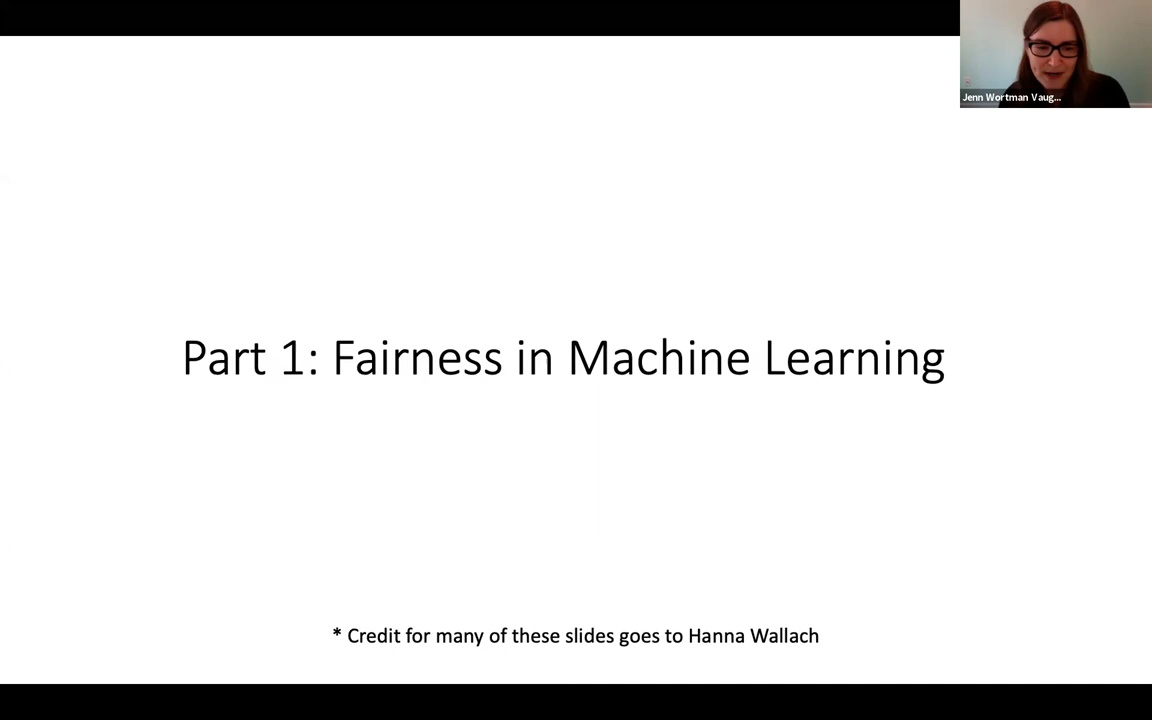 Jenn Wortman Vaug...
Part 1: Fairness in Machine Learning
* Credit for many of these slides goes to Hanna Wallach